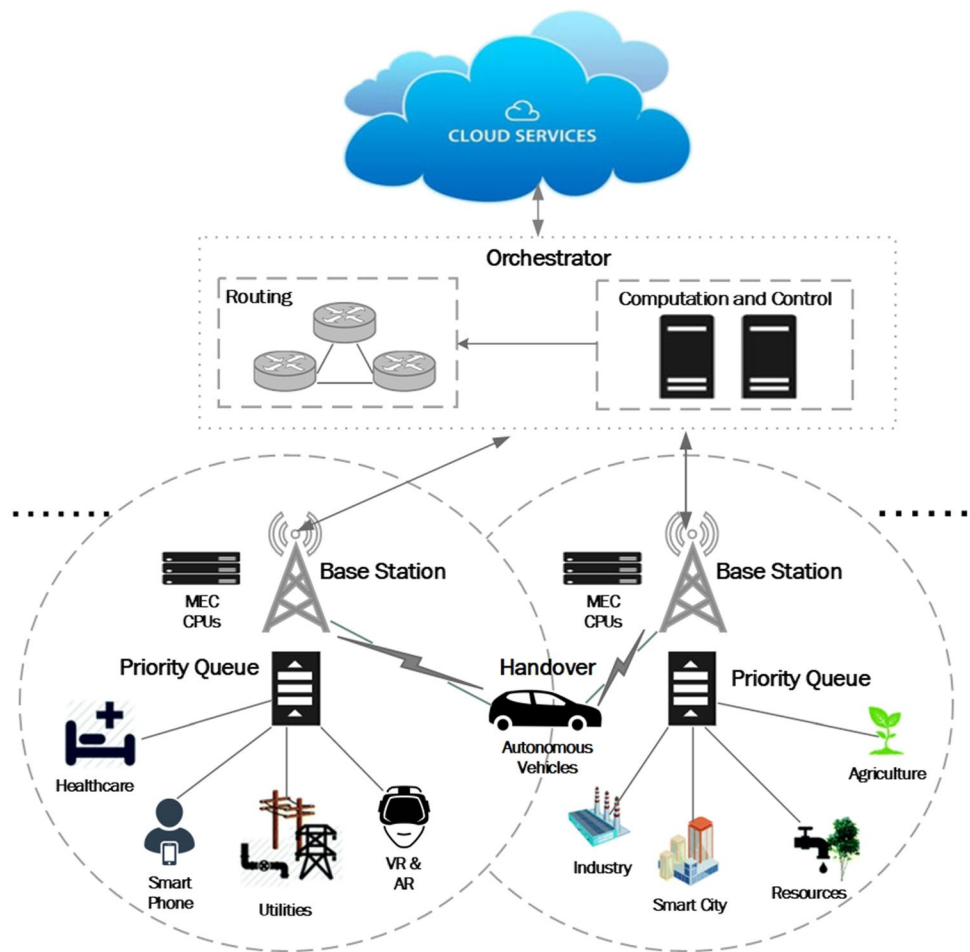 CLOUD SERVICES
Orchestrator
Routing
Computation and Control
Base Station
MEC
CPUs
Base Station
MEC
CPUs
Priority Queue
Handover
Priority Queue
Autonomous
Vehicles
Healthcare
Agriculture
Smart
Phone
Utilities
VR &
AR
Industry
Smart City
Resources